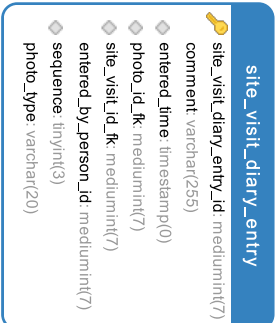 site_visit_diary_entry
site_visit_diary_entry_id: mediumint(7)
comment: varchar(255)
entered_time: timestamp(0)
photo_id_fk: mediumint(7)
site_visit_id_fk: mediumint(7)
entered_by_person_id: mediumint(7)
sequence: tinyint(3)
photo_type: varchar(20)